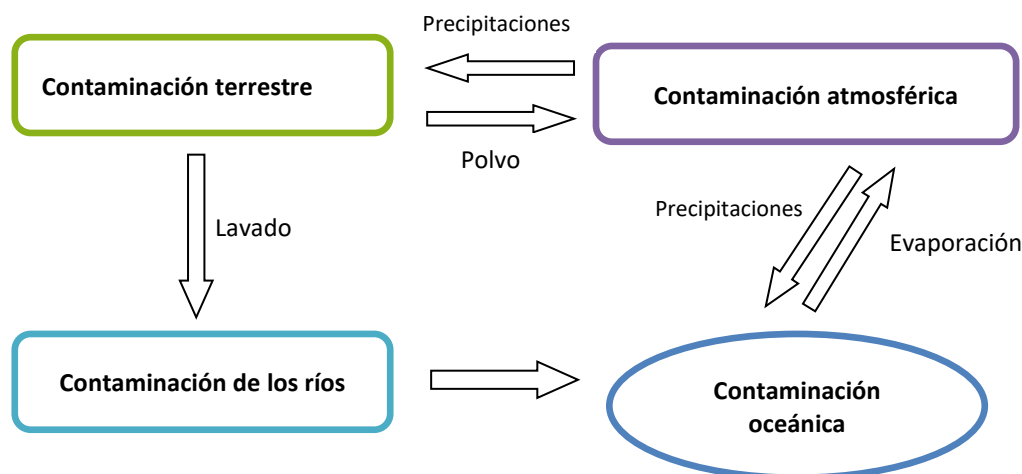 Precipitaciones
Contaminación terrestre
Contaminación atmosférica
Polvo
Precipitaciones
Lavado
Evaporación
Contaminación de los ríos
Contaminación
oceánica